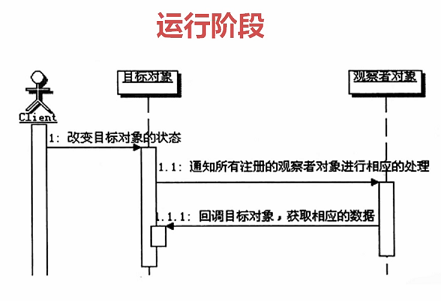 运行阶段
目标对象
观察者对象
Client
1: 改变目标对象的状态
1.1: 通知所有注册的观察者对象进行相应的处理
1.1.1: 回调目标对象，获取相应的数据